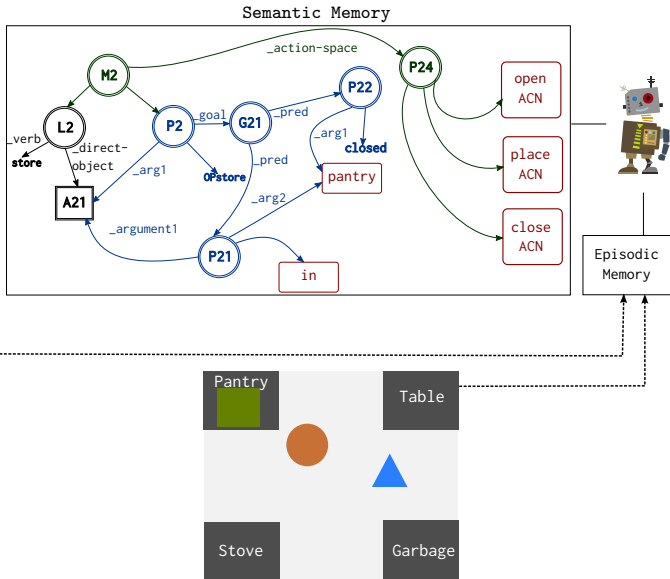 Semantic Memory
_action-space
M2
P24
open
ACN
P22
_goal
_pred
L2
P2
G21
_arg1
_verb
_direct-
object
store
closed
place
ACN
_pred
_arg1
OPstore
pantry
A21
_arg2
_argument1
close
ACN
P21
in
Episodic
Memory
Pantry
Table
Stove
Garbage